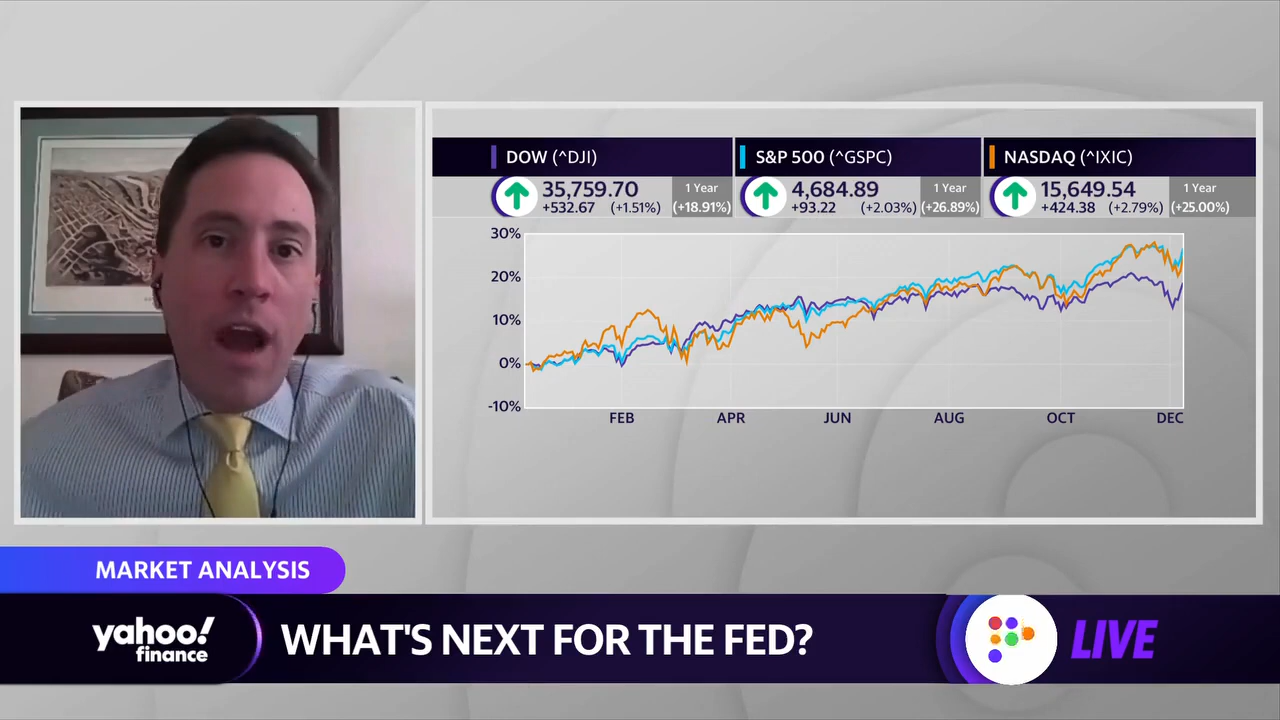 DOW (^DJI)
35,759.70
+532.67 (+1.51%)
1 Year
(+18.91%)
S&P 500 (^GSPC)
4,684.89
+93.22 (+2.03%)
1 Year
(+26.89%)
NASDAQ (^IXIC)
15,649.54
+424.38 (+2.79%)
1 Year
(+25.00%)
30%
20%
10%
0%
-10%
FEB APR JUN AUG OCT DEC
MARKET ANALYSIS
yahoo!
finance
WHAT'S NEXT FOR THE FED?
LIVE